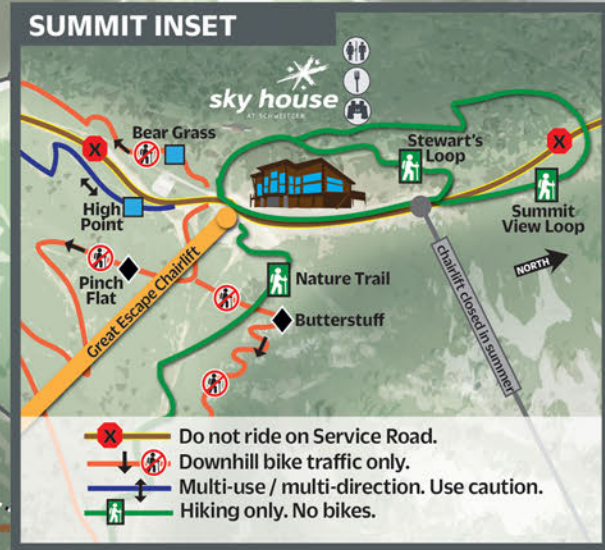 SUMMIT INSET
sky house
AT SCHWEITZER
Bear Grass
X
Stewart's
Loop
X
High
Point
Summit
View Loop
NORTH
Pinch
Flat
Great Escape Chairlift
Nature Trail
Butterstuff
chairlift closed in summer
X Do not ride on Service Road.
Downhill bike traffic only.
Multi-use / multi-direction. Use caution.
Hiking only. No bikes.